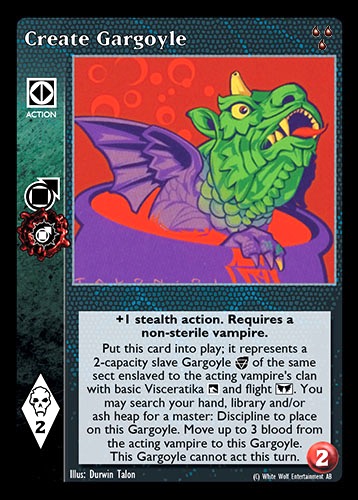 Create Gargoyle
ACTION
+1 stealth action. Requires a
non-sterile vampire.
Put this card into play; it represents a
2-capacity slave Gargoyle of the same
sect enslaved to the acting vampire's clan
with basic Visceratika and flight. You
may search your hand, library and/or
ash heap for a master: Discipline to place
on this Gargoyle. Move up to 3 blood from
the acting vampire to this Gargoyle.
This Gargoyle cannot act this turn.
2
2
Illus: Durwin Talon
(C) White Wolf Entertainment AB